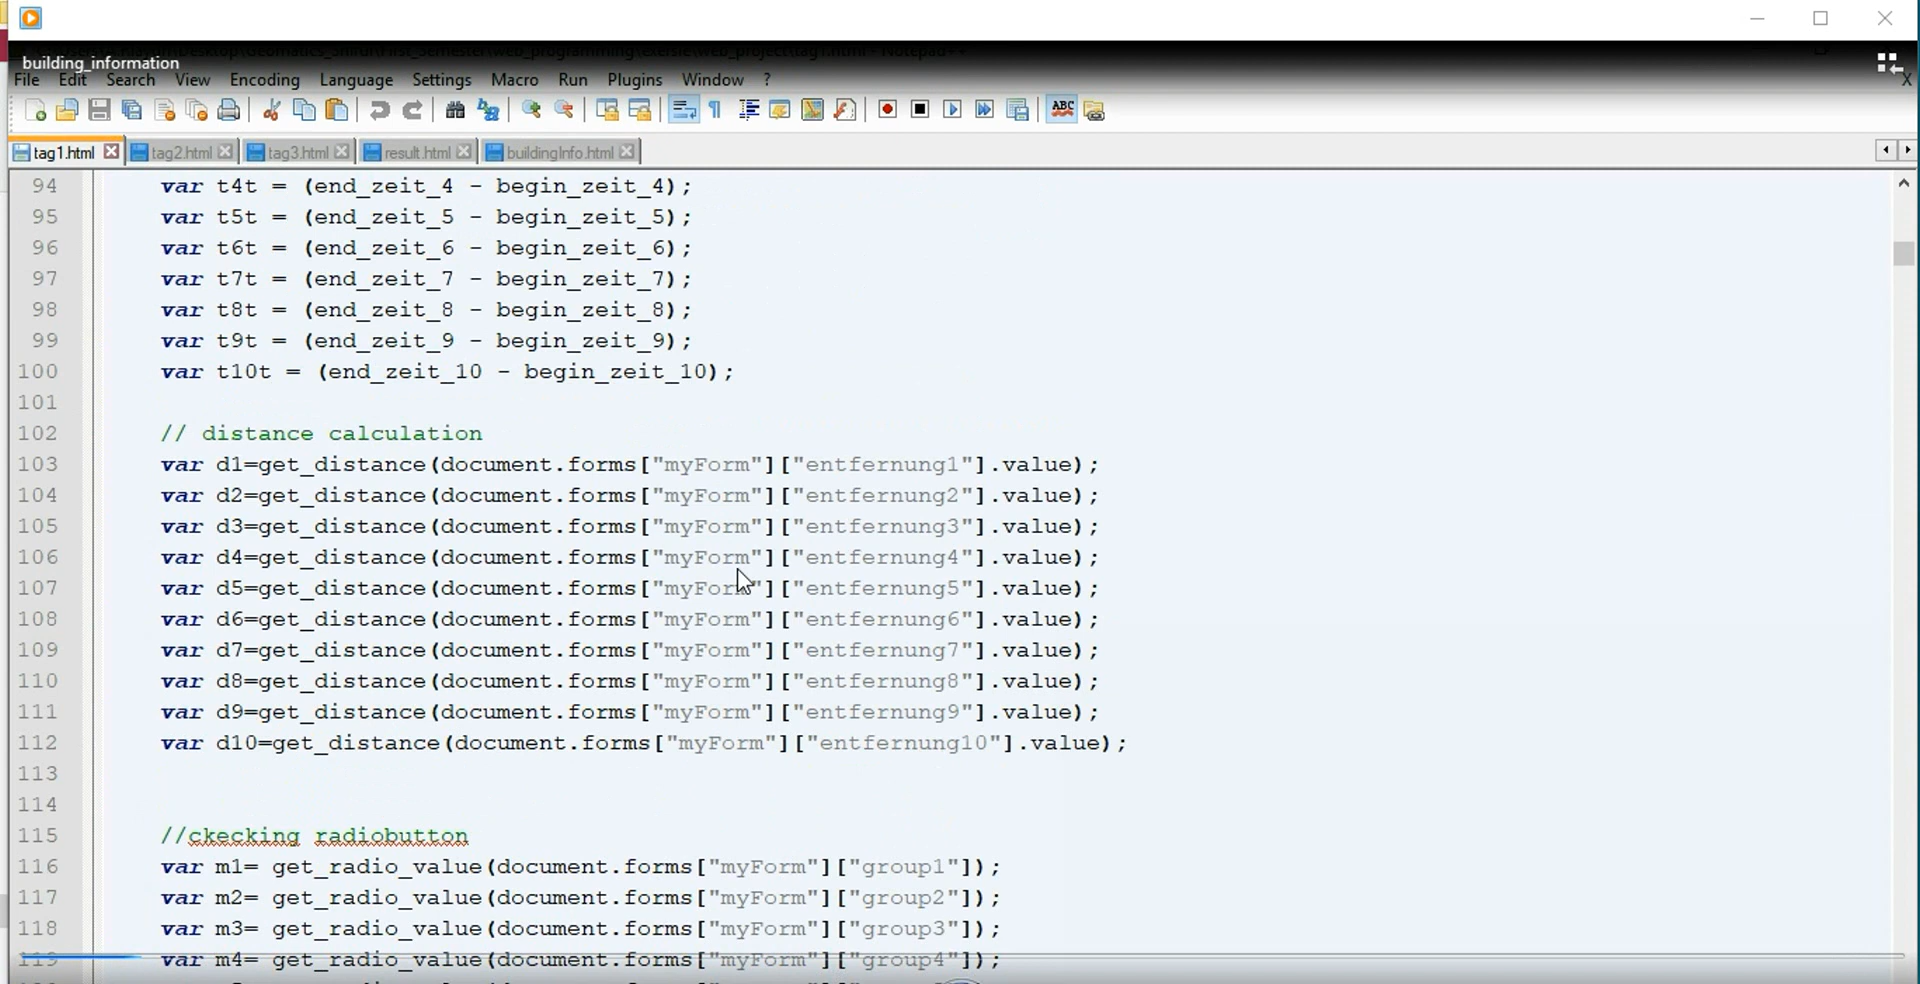 building_information
File Edit Search View Encoding Language Settings Macro Run Plugins Window ?
tag1.html tag2.html tag3.html result.html buildingInfo.html
94 var t4t = (end_zeit_4 - begin_zeit_4);
95 var t5t = (end_zeit_5 - begin_zeit_5);
96 var t6t = (end_zeit_6 - begin_zeit_6);
97 var t7t = (end_zeit_7 - begin_zeit_7);
98 var t8t = (end_zeit_8 - begin_zeit_8);
99 var t9t = (end_zeit_9 - begin_zeit_9);
100 var t10t = (end_zeit_10 - begin_zeit_10);
101
102 // distance calculation
103 var d1=get_distance(document.forms["myForm"]["entfernung1"].value);
104 var d2=get_distance(document.forms["myForm"]["entfernung2"].value);
105 var d3=get_distance(document.forms["myForm"]["entfernung3"].value);
106 var d4=get_distance(document.forms["myForm"]["entfernung4"].value);
107 var d5=get_distance(document.forms["myForm"]["entfernung5"].value);
108 var d6=get_distance(document.forms["myForm"]["entfernung6"].value);
109 var d7=get_distance(document.forms["myForm"]["entfernung7"].value);
110 var d8=get_distance(document.forms["myForm"]["entfernung8"].value);
111 var d9=get_distance(document.forms["myForm"]["entfernung9"].value);
112 var d10=get_distance(document.forms["myForm"]["entfernung10"].value);
113
114
115 //ckecking radiobutton
116 var m1= get_radio_value(document.forms["myForm"]["group1"]);
117 var m2= get_radio_value(document.forms["myForm"]["group2"]);
118 var m3= get_radio_value(document.forms["myForm"]["group3"]);
119 var m4= get_radio_value(document.forms["myForm"]["group4"]);